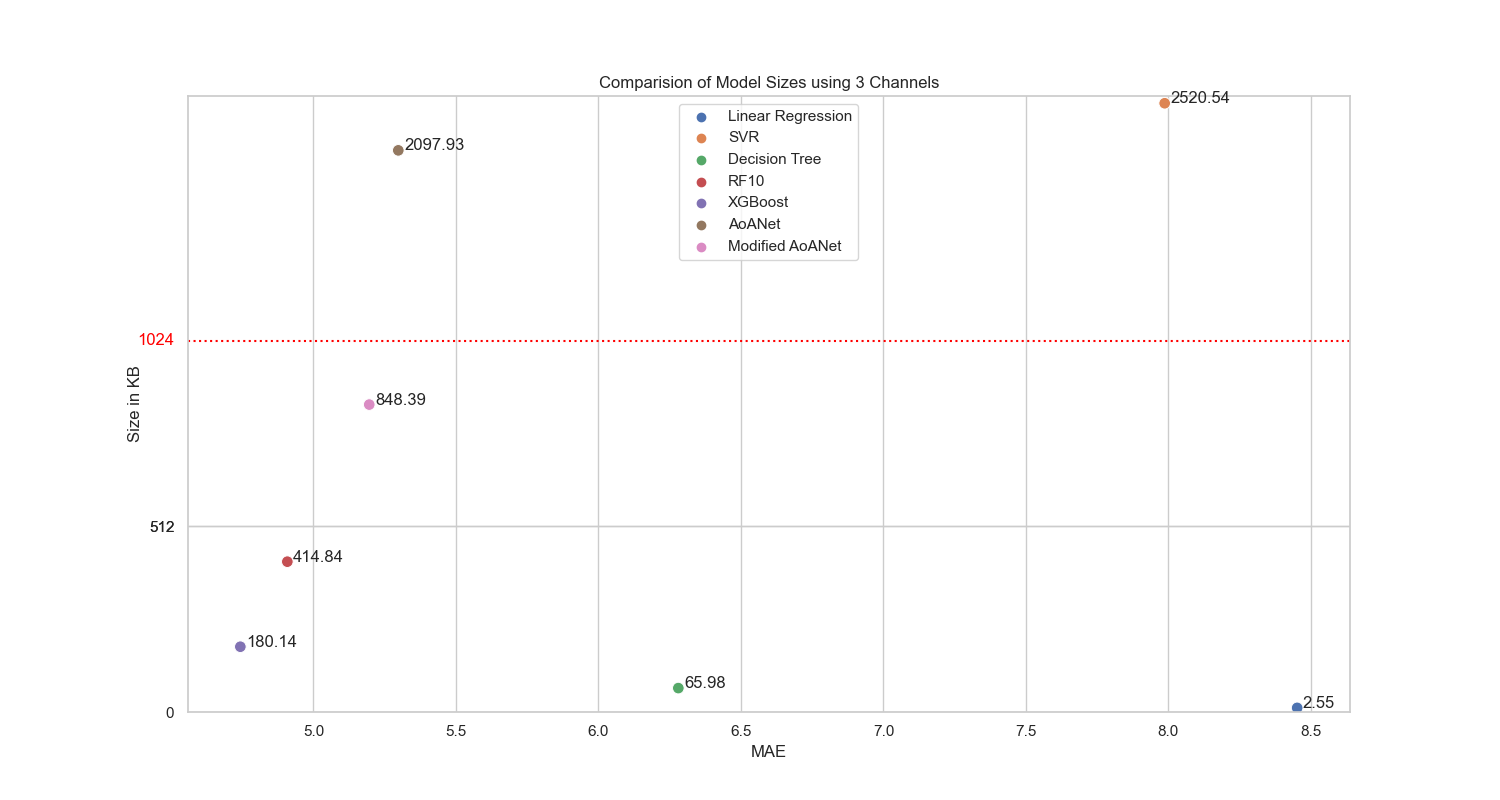 Comparision of Model Sizes using 3 Channels
2520.54
Linear Regression
SVR
Decision Tree
RF10
XGBoost
AoANet
Modified AoANet
2097.93
1024
848.39
Size in KB
512
414.84
180.14
65.98
2.55
0
5.0 5.5 6.0 6.5 7.0 7.5 8.0 8.5
MAE